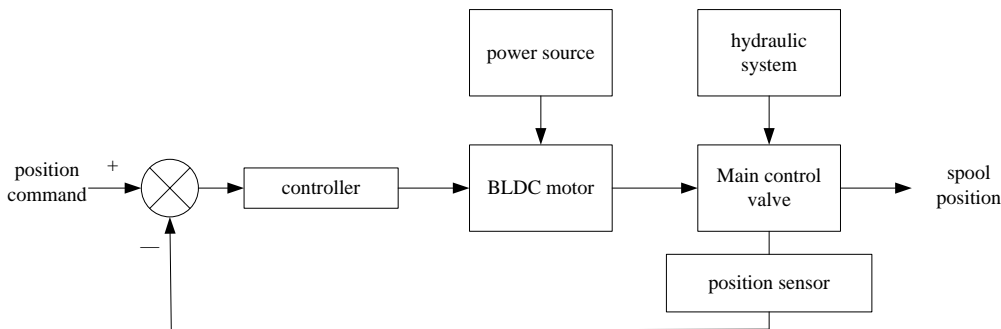 power source
hydraulic
system
position
command
+
controller
BLDC motor
Main control
valve
spool
position
—
position sensor